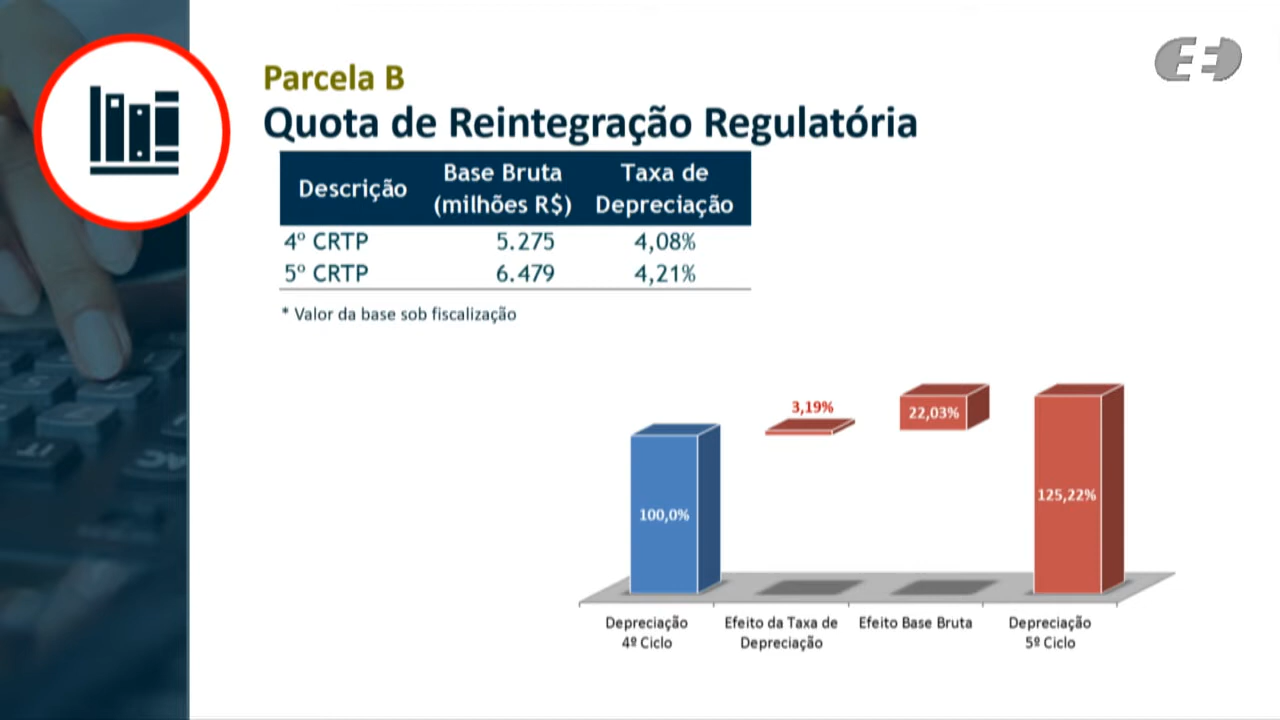 Parcela B
Quota de Reintegração Regulatória
Descrição
Base Bruta
(milhões R$)
Taxa de
Depreciação
4º CRTP 5.275 4,08%
5º CRTP 6.479 4,21%
* Valor da base sob fiscalização
3,19%
22,03%
125,22%
100,0%
Depreciação
4º Ciclo
Efeito da Taxa de
Depreciação
Efeito Base Bruta
Depreciação
5º Ciclo